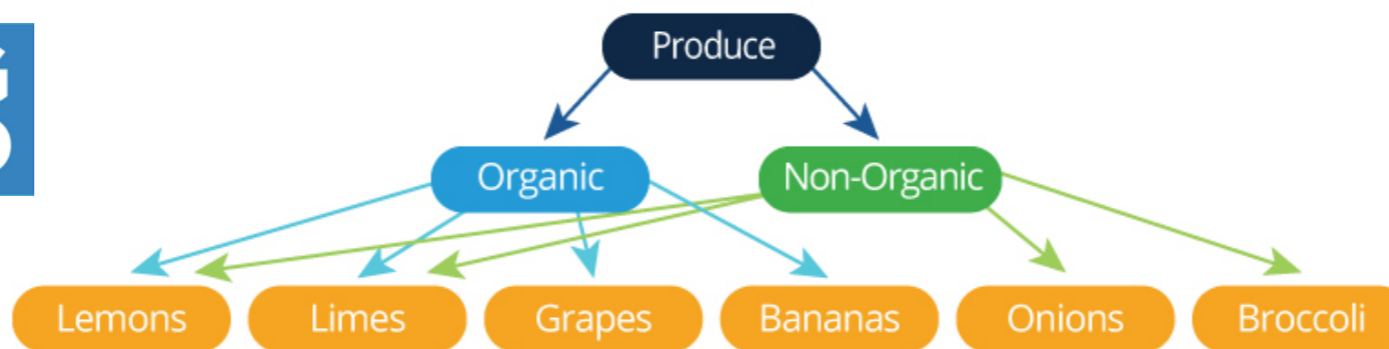 Produce
Organic
Non-Organic
Lemons
Limes
Grapes
Bananas
Onions
Broccoli